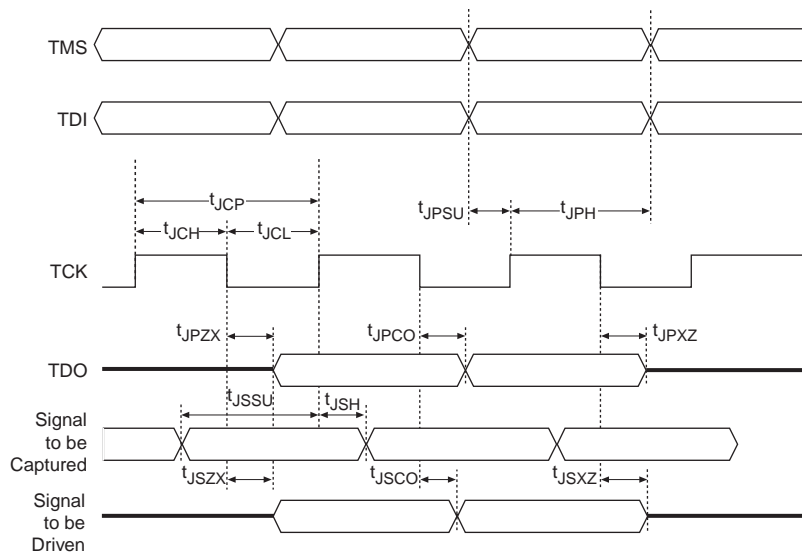 TMS
TDI
tJCP
tJCH
tJCL
tJPSU
tJPH
TCK
tJPZX
tJPCO
tJPXZ
TDO
tJSSU
tJSH
Signal
to be
Captured
tJSZX
tJSCO
tJSXZ
Signal
to be
Driven